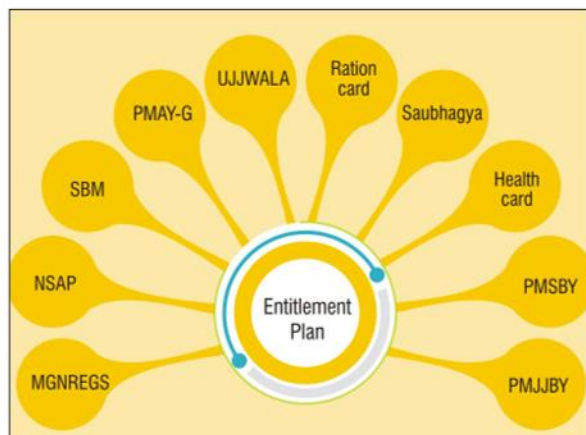 MGNREGS
NSAP
SBM
PMAY-G
UJJWALA
Ration
card
Saubhagya
Health
card
PMSBY
PMJJBY
Entitlement
Plan